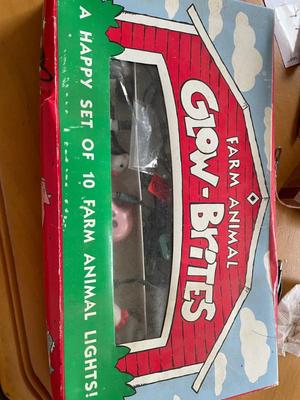 FARM ANIMAL
GLOW-BRITES
A HAPPY SET OF 10 FARM ANIMAL LIGHTS!